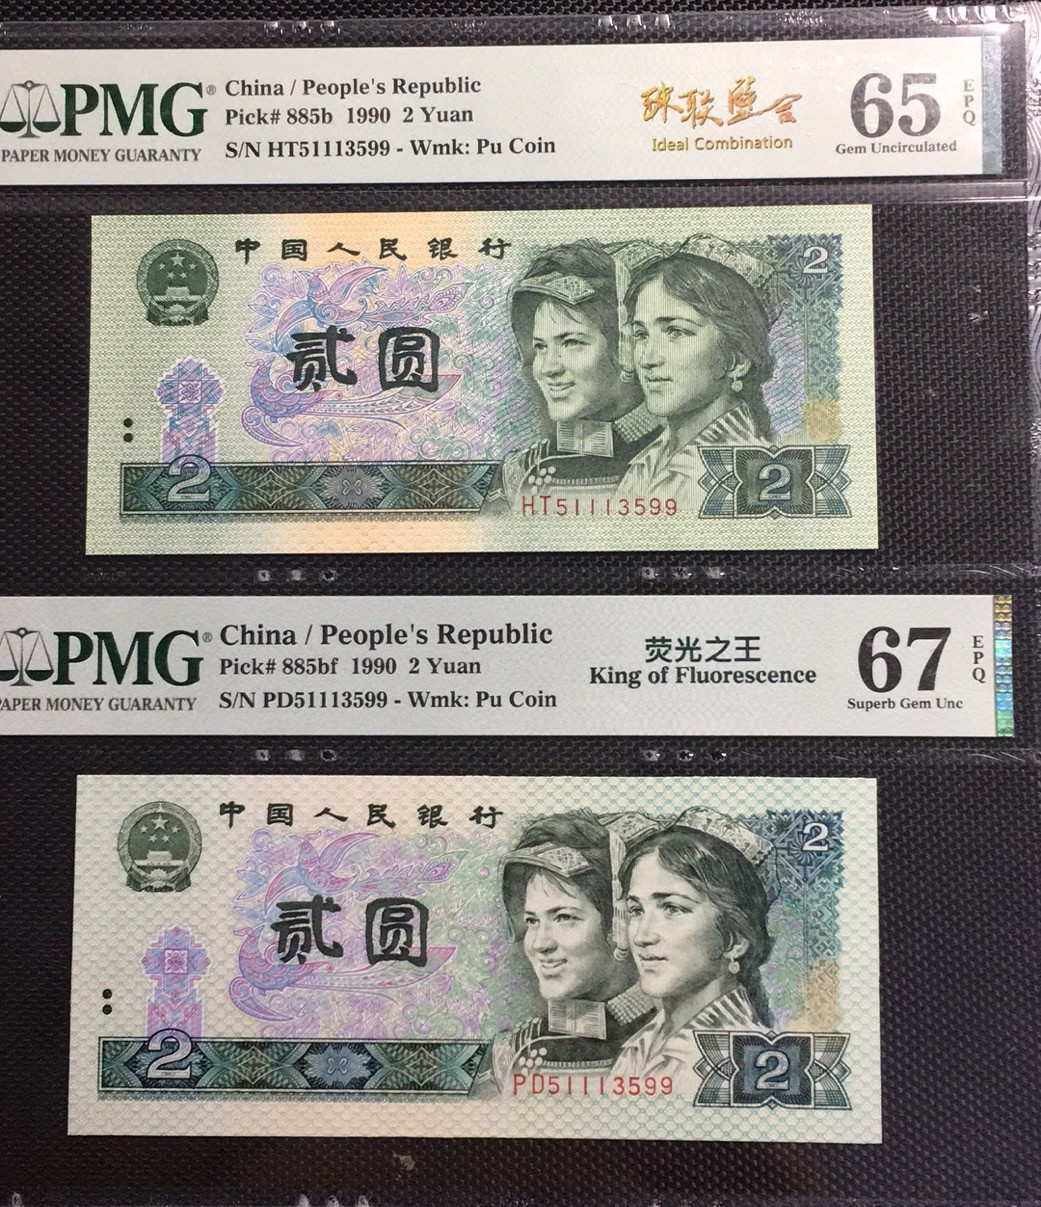 PMG®
PAPER MONEY GUARANTY
China / People's Republic
Pick# 885b 1990 2 Yuan
S/N HT51113599 - Wmk: Pu Coin
珠联璧合
Ideal Combination
65
Gem Uncirculated
EPQ
中国人民银行
2
贰圆
2
2
HT51113599
PMG®
PAPER MONEY GUARANTY
China / People's Republic
Pick# 885bf 1990 2 Yuan
S/N PD51113599 - Wmk: Pu Coin
荧光之王
King of Fluorescence
67
Superb Gem Unc
EPQ
中国人民银行
2
贰圆
2
2
PD51113599